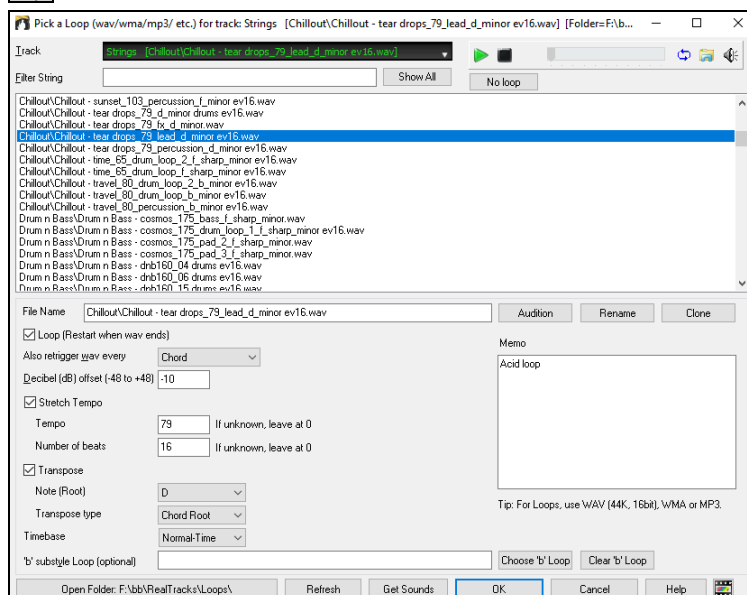 Pick a Loop (wav/wma/mp3/ etc.) for track: Strings [Chillout\Chillout - tear drops_79_lead_d_minor ev16.wav] [Folder=F:\b...
Track
Strings [Chillout\Chillout - tear drops_79_lead_d_minor ev16.wav]
Filter String
Show All
No loop
Chillout\Chillout - sunset_103_percussion_f_minor ev16.wav
Chillout\Chillout - tear drops_79_d_minor drums ev16.wav
Chillout\Chillout - tear drops_79_fx_d_minor.wav
Chillout\Chillout - tear drops_79_lead_d_minor ev16.wav
Chillout\Chillout - tear drops_79_percussion_d_minor ev16.wav
Chillout\Chillout - time_65_drum_loop_2_f_sharp_minor ev16.wav
Chillout\Chillout - time_65_drum_loop_f_sharp_minor ev16.wav
Chillout\Chillout - travel_80_drum_loop_2_b_minor ev16.wav
Chillout\Chillout - travel_80_drum_loop_b_minor ev16.wav
Chillout\Chillout - travel_80_percussion_b_minor ev16.wav
Drum n Bass\Drum n Bass - cosmos_175_bass_f_sharp_minor.wav
Drum n Bass\Drum n Bass - cosmos_175_drum_loop_1_f_sharp_minor ev16.wav
Drum n Bass\Drum n Bass - cosmos_175_pad_2_f_sharp_minor.wav
Drum n Bass\Drum n Bass - cosmos_175_pad_3_f_sharp_minor.wav
Drum n Bass\Drum n Bass - dnb160_04 drums ev16.wav
Drum n Bass\Drum n Bass - dnb160_06 drums ev16.wav
Drum n Bass\Drum n Bass - dnb160_15 drums ev16.wav
File Name Chillout\Chillout - tear drops_79_lead_d_minor ev16.wav Audition Rename Clone
Loop (Restart when wav ends)
Memo
Also retrigger wav every Chord
Acid loop
Decibel (dB) offset (-48 to +48) -10
Stretch Tempo
Tempo 79 If unknown, leave at 0
Number of beats 16 If unknown, leave at 0
Transpose
Note (Root) D
Tip: For Loops, use WAV (44K, 16bit), WMA or MP3.
Transpose type Chord Root
Timebase Normal-Time
'b' substyle Loop (optional) Choose 'b' Loop Clear 'b' Loop
Open Folder: F:\bb\RealTracks\Loops\ Refresh Get Sounds OK Cancel Help